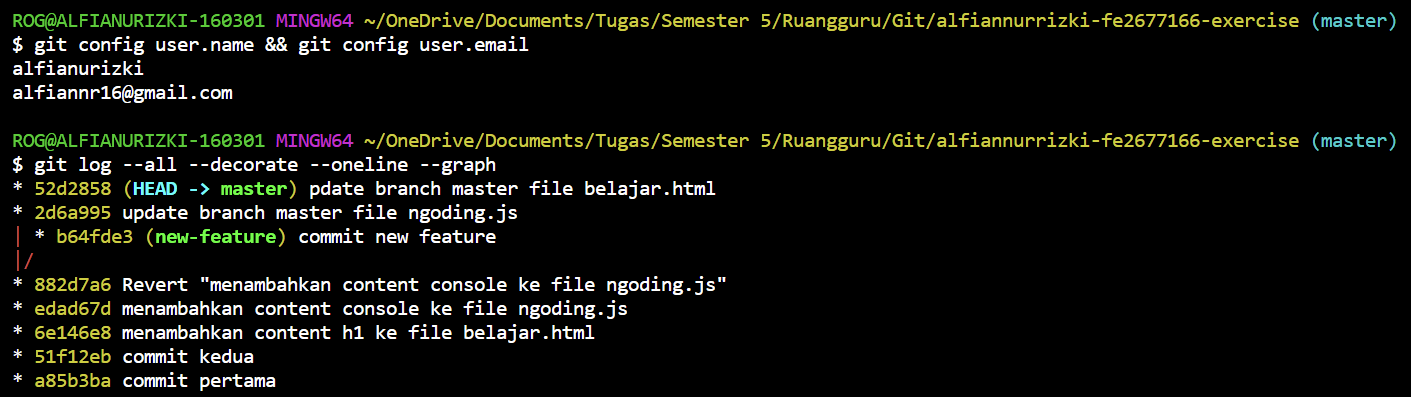 ROG@ALFIANURIZKI-160301 MINGW64 ~/OneDrive/Documents/Tugas/Semester 5/Ruangguru/Git/alfiannurrizki-fe2677166-exercise (master)
$ git config user.name && git config user.email
alfianurizki
alfiannr16@gmail.com

ROG@ALFIANURIZKI-160301 MINGW64 ~/OneDrive/Documents/Tugas/Semester 5/Ruangguru/Git/alfiannurrizki-fe2677166-exercise (master)
$ git log --all --decorate --oneline --graph
* 52d2858 (HEAD -> master) pdate branch master file belajar.html
* 2d6a995 update branch master file ngoding.js
| * b64fde3 (new-feature) commit new feature
|/
* 882d7a6 Revert "menambahkan content console ke file ngoding.js"
* edad67d menambahkan content console ke file ngoding.js
* 6e146e8 menambahkan content h1 ke file belajar.html
* 51f12eb commit kedua
* a85b3ba commit pertama